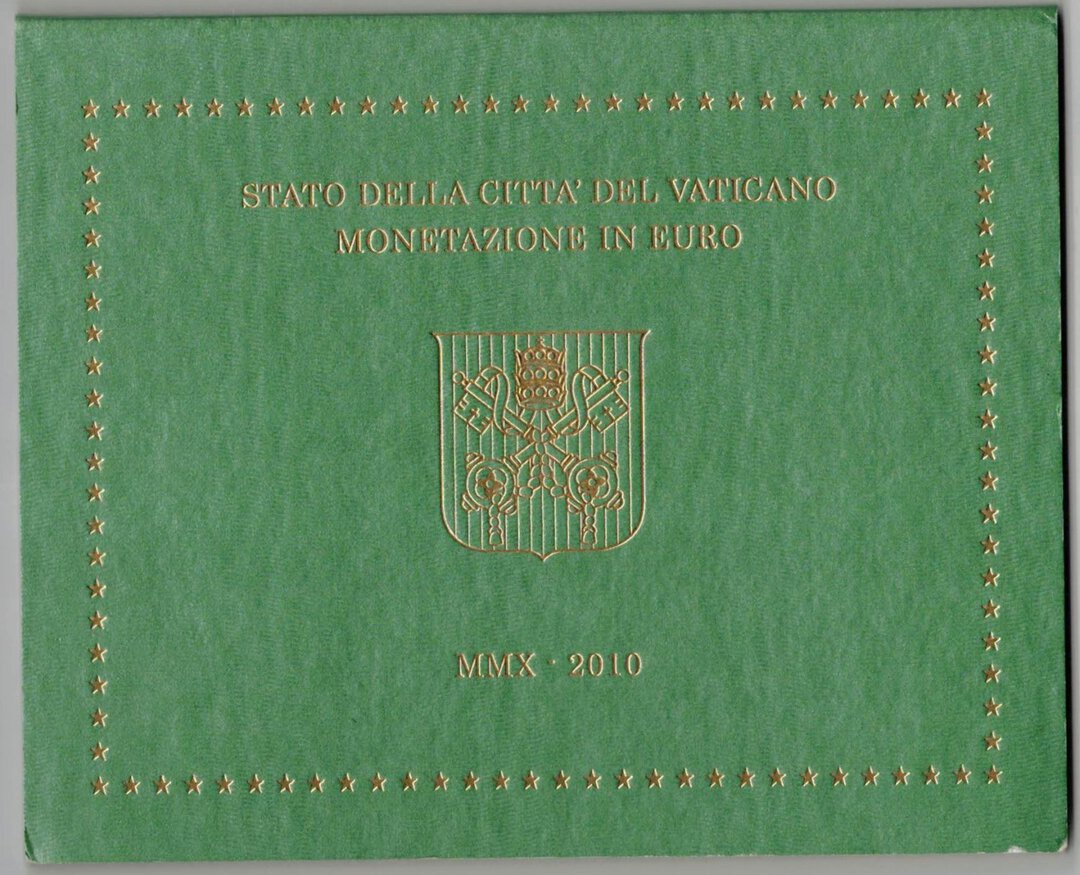 STATO DELLA CITTA' DEL VATICANO
MONETAZIONE IN EURO
MMX · 2010